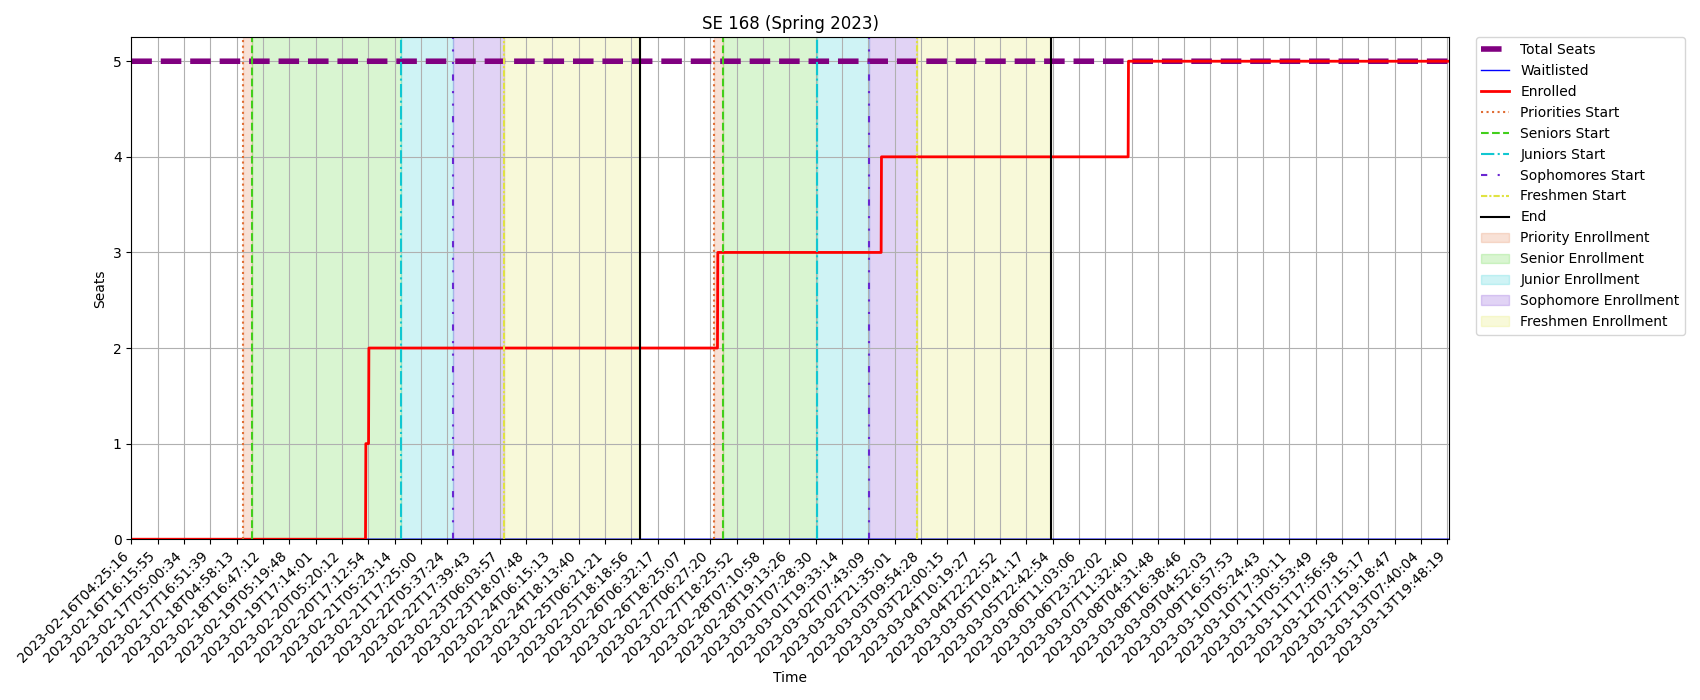 SE 168 (Spring 2023)
Seats
5
4
3
2
1
0
2023-02-16T04:25:16
2023-02-16T16:15:55
2023-02-17T05:00:34
2023-02-17T16:51:39
2023-02-18T04:58:13
2023-02-18T16:47:12
2023-02-19T05:19:48
2023-02-19T17:14:01
2023-02-20T05:20:12
2023-02-20T17:12:54
2023-02-21T05:23:14
2023-02-21T17:25:00
2023-02-22T05:37:24
2023-02-22T17:39:43
2023-02-23T06:03:57
2023-02-23T18:07:48
2023-02-24T06:15:13
2023-02-24T18:13:40
2023-02-25T06:21:21
2023-02-25T18:18:56
2023-02-26T06:32:17
2023-02-26T18:25:07
2023-02-27T06:27:20
2023-02-27T18:25:52
2023-02-28T07:10:58
2023-02-28T19:13:26
2023-03-01T07:28:30
2023-03-01T19:33:14
2023-03-02T07:43:09
2023-03-02T21:35:01
2023-03-03T09:54:28
2023-03-03T22:00:15
2023-03-04T10:19:27
2023-03-04T22:22:52
2023-03-05T10:41:17
2023-03-05T22:42:54
2023-03-06T11:03:06
2023-03-06T23:22:02
2023-03-07T11:32:40
2023-03-08T04:31:48
2023-03-08T16:38:46
2023-03-09T04:52:03
2023-03-09T16:57:53
2023-03-10T05:24:43
2023-03-10T17:30:11
2023-03-11T05:53:49
2023-03-11T17:56:58
2023-03-12T07:15:17
2023-03-12T19:18:47
2023-03-13T07:40:04
2023-03-13T19:48:19
Time
Total Seats
Waitlisted
Enrolled
Priorities Start
Seniors Start
Juniors Start
Sophomores Start
Freshmen Start
End
Priority Enrollment
Senior Enrollment
Junior Enrollment
Sophomore Enrollment
Freshmen Enrollment